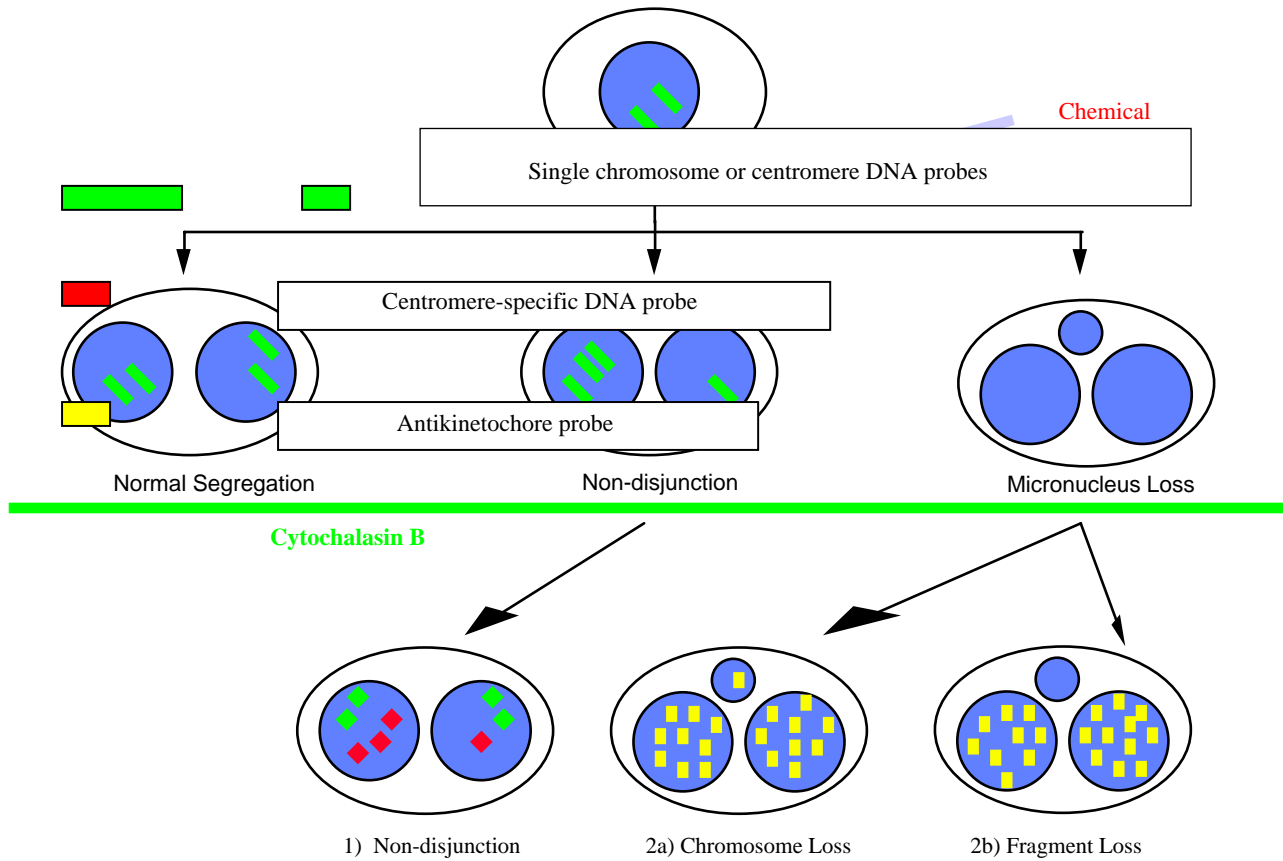 Chemical
Single chromosome or centromere DNA probes
Centromere-specific DNA probe
Antikinetochore probe
Normal Segregation
Non-disjunction
Micronucleus Loss
Cytochalasin B
1) Non-disjunction
2a) Chromosome Loss
2b) Fragment Loss